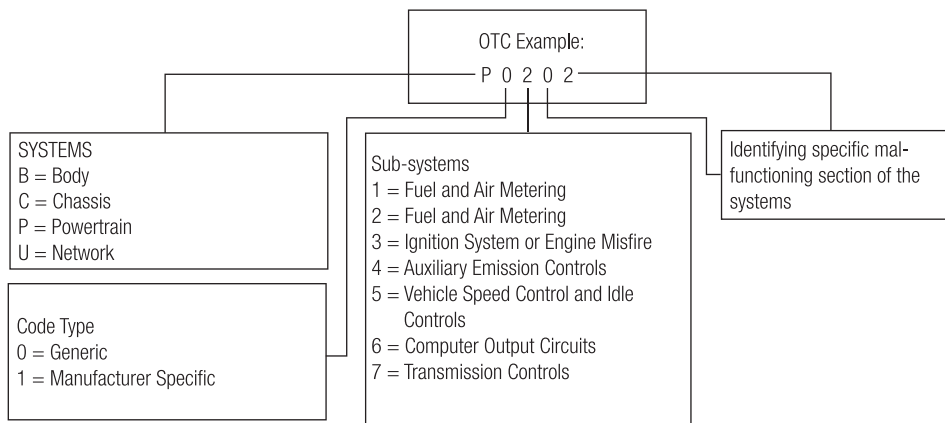 OTC Example:
P 0 2 0 2
SYSTEMS
B = Body
C = Chassis
P = Powertrain
U = Network
Code Type
0 = Generic
1 = Manufacturer Specific
Sub-systems
1 = Fuel and Air Metering
2 = Fuel and Air Metering
3 = Ignition System or Engine Misfire
4 = Auxiliary Emission Controls
5 = Vehicle Speed Control and Idle
Controls
6 = Computer Output Circuits
7 = Transmission Controls
Identifying specific mal-
functioning section of the
systems